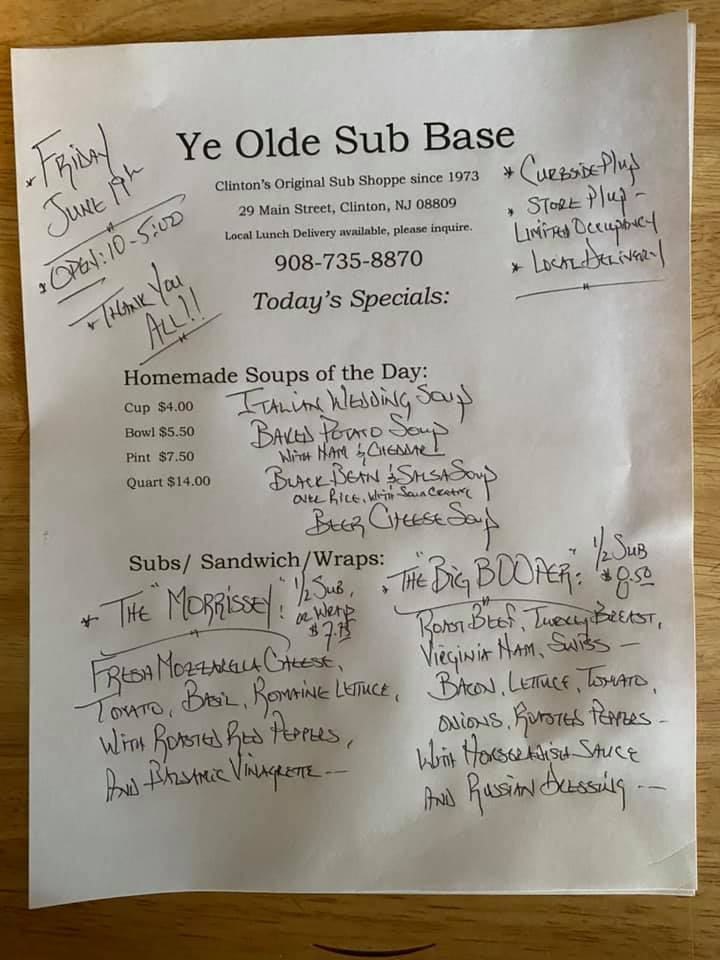 Ye Olde Sub Base
Clinton's Original Sub Shoppe since 1973
29 Main Street, Clinton, NJ 08809
Local Lunch Delivery available, please inquire.
908-735-8870
Today's Specials:
* FRIDAY
JUNE 19th
* OPEN: 10-5:00
* THANK YOU
ALL!!
* CURBSIDE P/up
* STORE P/up -
LIMITED OCCUPANCY
* LOCAL DELIVERY
Homemade Soups of the Day:
Cup $4.00
Bowl $5.50
Pint $7.50
Quart $14.00
ITALIAN WEDDING SOUP
BAKED POTATO SOUP
WITH HAM & CHEDDAR
BLACK BEAN & SALSA SOUP
OVER RICE, WITH SOUR CREAM
BEER CHEESE SOUP
Subs/ Sandwich/Wraps:
* THE "MORRISSEY": 1/2 SUB,
OR WRAP
$7.75
FRESH MOZZARELLA CHEESE,
TOMATO, BASIL, ROMAINE LETTUCE,
WITH ROASTED RED PEPPERS,
AND BALSAMIC VINAGRETTE --
* THE "BIG BOOPER": 1/2 SUB
$8.50
ROAST BEEF, TURKEY BREAST,
VIRGINIA HAM, SWISS -
BACON, LETTUCE, TOMATO,
ONIONS, ROASTED PEPPERS -
WITH HORSERADISH SAUCE
AND RUSSIAN DRESSING --